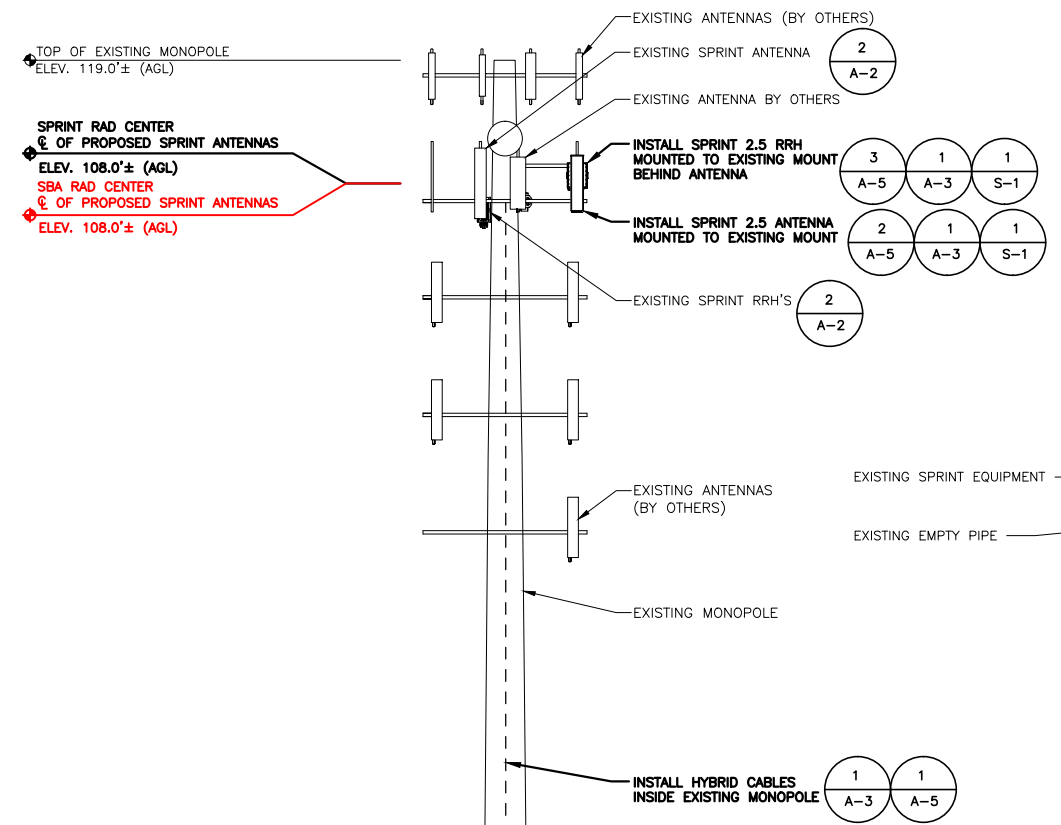 TOP OF EXISTING MONOPOLE
ELEV. 119.0'± (AGL)
SPRINT RAD CENTER
℄ OF PROPOSED SPRINT ANTENNAS
ELEV. 108.0'± (AGL)
SBA RAD CENTER
℄ OF PROPOSED SPRINT ANTENNAS
ELEV. 108.0'± (AGL)
EXISTING ANTENNAS (BY OTHERS)
EXISTING SPRINT ANTENNA
2
A-2
EXISTING ANTENNA BY OTHERS
INSTALL SPRINT 2.5 RRH
MOUNTED TO EXISTING MOUNT
BEHIND ANTENNA
3 1 1
A-5 A-3 S-1
INSTALL SPRINT 2.5 ANTENNA
MOUNTED TO EXISTING MOUNT
2 1 1
A-5 A-3 S-1
EXISTING SPRINT RRH'S
2
A-2
EXISTING ANTENNAS
(BY OTHERS)
EXISTING SPRINT EQUIPMENT
EXISTING EMPTY PIPE
EXISTING MONOPOLE
INSTALL HYBRID CABLES
INSIDE EXISTING MONOPOLE
1 1
A-3 A-5